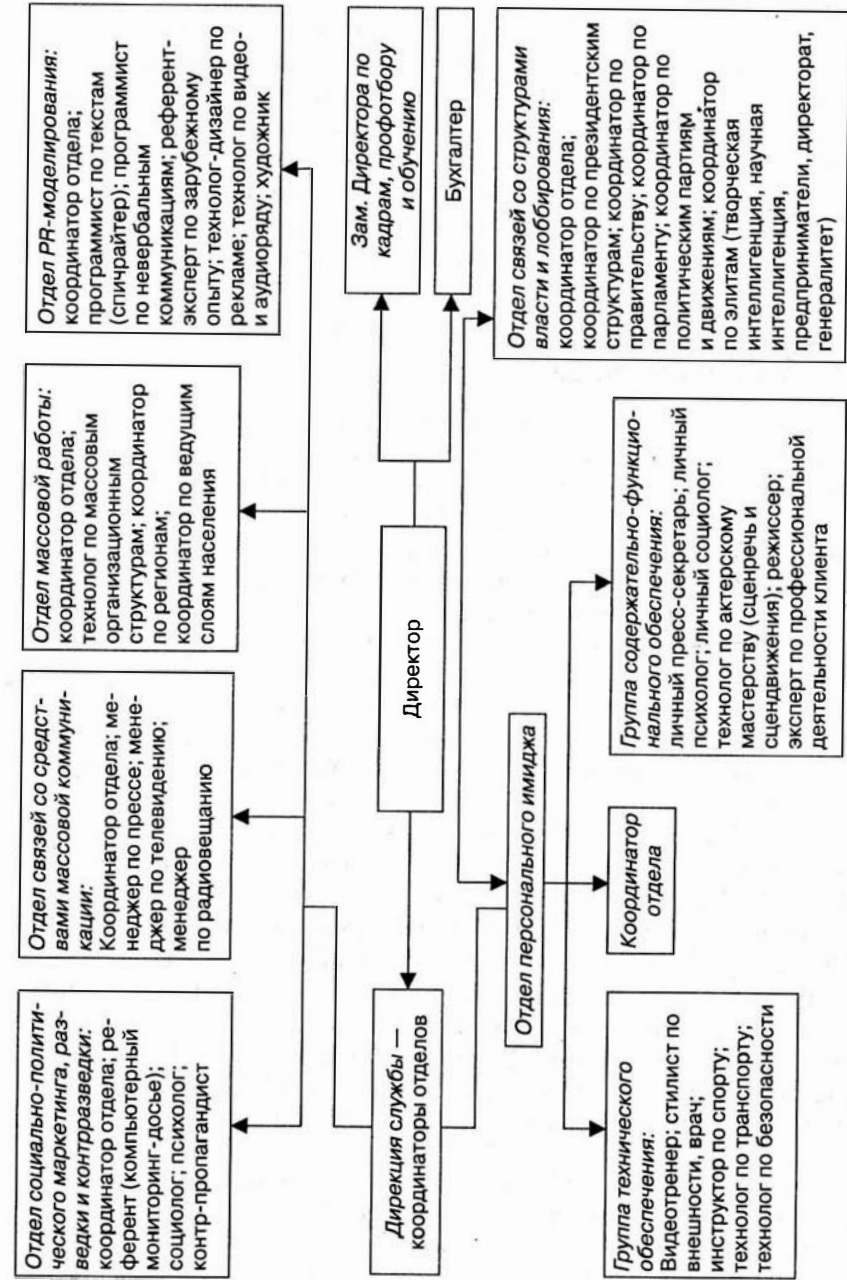 Отдел социально-полити-
ческого маркетинга, раз-
ведки и контрразведки:
координатор отдела; ре-
ферент (компьютерный
мониторинг-досье);
социолог; психолог;
контр-пропагандист
Отдел связей со средст-
вами массовой коммуни-
кации:
Координатор отдела; ме-
неджер по прессе; мене-
джер по телевидению;
менеджер
по радиовещанию
Отдел массовой работы:
координатор отдела;
технолог по массовым
организационным
структурам; координатор
по регионам;
координатор по ведущим
слоям населения
Отдел PR-моделирования:
координатор отдела;
программист по текстам
(спичрайтер); программист
по невербальным
коммуникациям; референт-
эксперт по зарубежному
опыту; технолог-дизайнер по
рекламе; технолог по видео-
и аудиоряду; художник
Дирекция службы —
координаторы отделов
Директор
Зам. Директора по
кадрам, профотбору
и обучению
Бухгалтер
Отдел персонального имиджа
Отдел связей со структурами
власти и лоббирования:
координатор отдела;
координатор по президентским
структурам; координатор по
правительству; координатор по
парламенту; координатор по
политическим партиям
и движениям; координатор
по элитам (творческая
интеллигенция, научная
интеллигенция,
предприниматели, директорат,
генералитет)
Группа технического
обеспечения:
Видеотренер; стилист по
внешности, врач;
инструктор по спорту;
технолог по транспорту;
технолог по безопасности
Координатор
отдела
Группа содержательно-функцио-
нального обеспечения:
личный пресс-секретарь; личный
психолог; личный социолог;
технолог по актерскому
мастерству (сценречь и
сцендвижения); режиссер;
эксперт по профессиональной
деятельности клиента